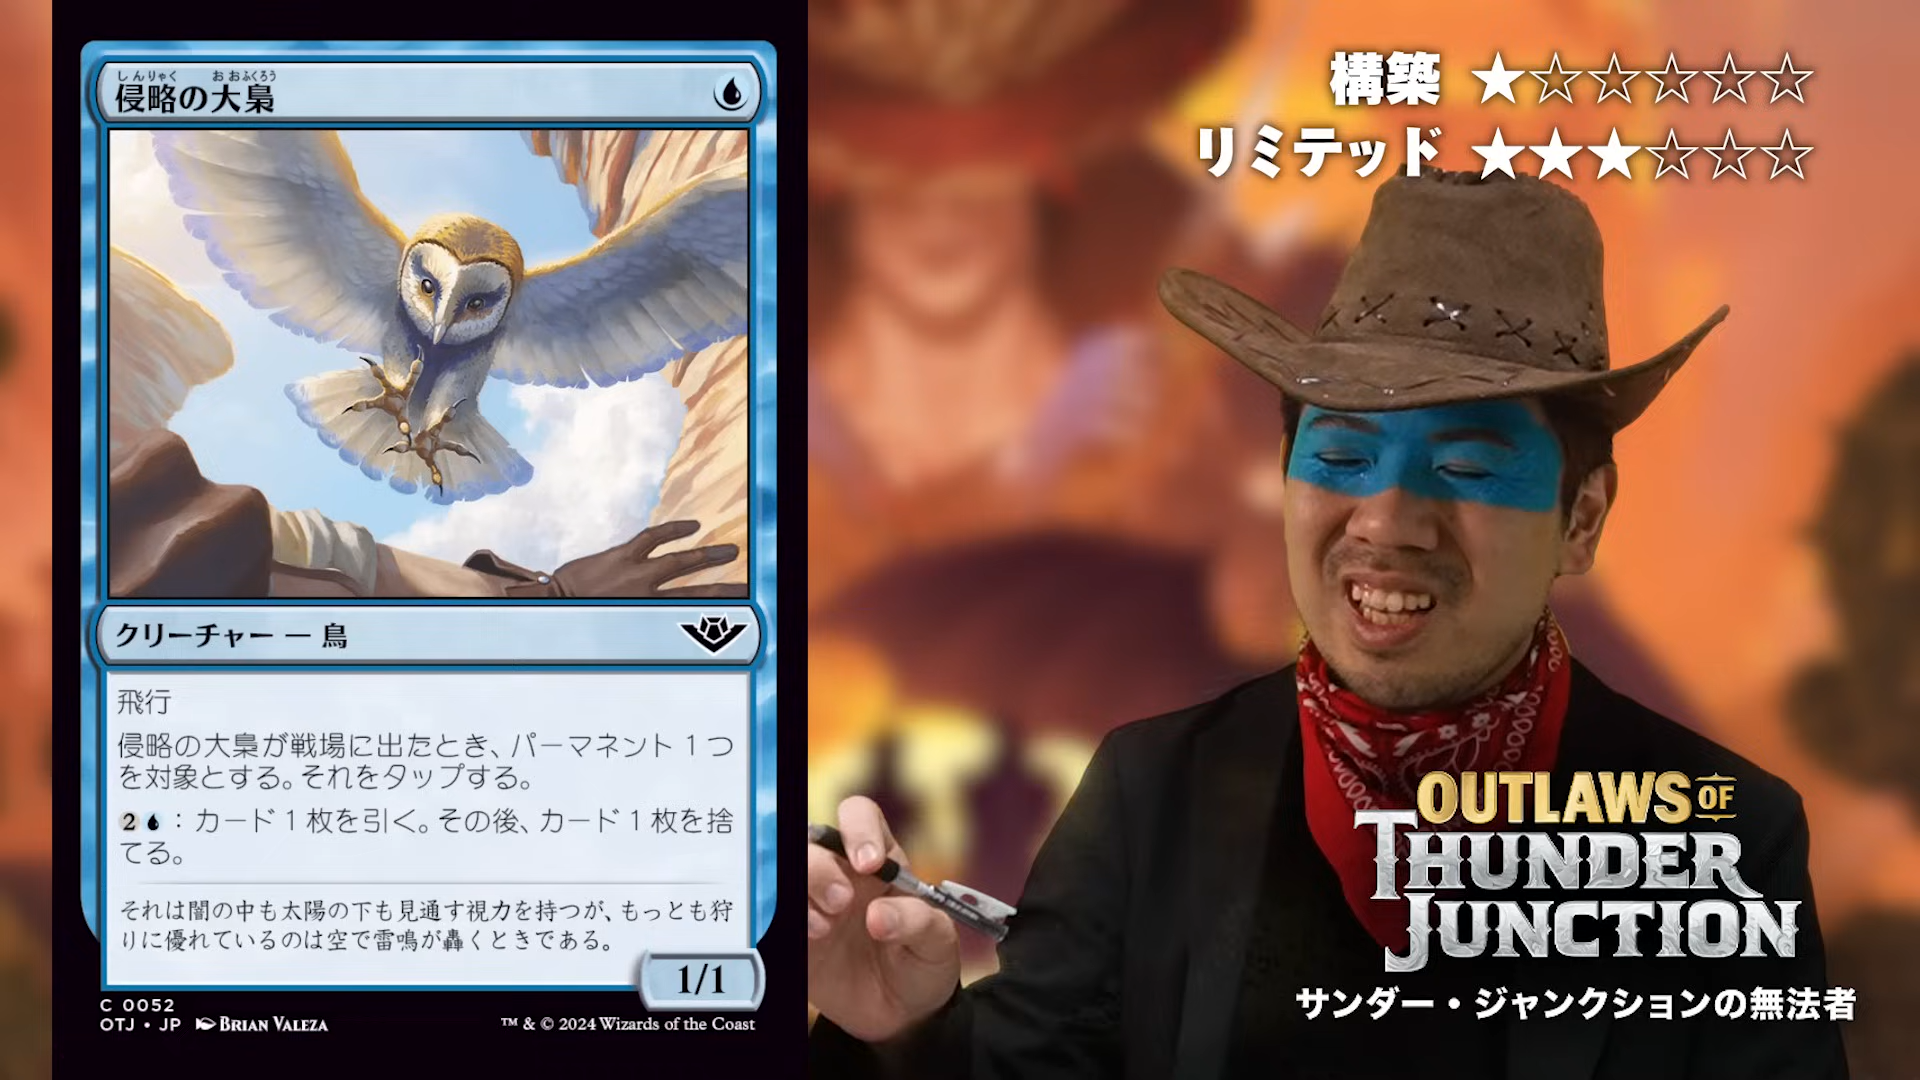 しんりゃく おおふくろう
侵略の大梟
クリーチャー — 鳥
飛行
侵略の大梟が戦場に出たとき、パーマネント1つ
を対象とする。それをタップする。
2：カード1枚を引く。その後、カード1枚を捨
てる。
それは闇の中も太陽の下も見通す視力を持つが、もっとも狩
りに優れているのは空で雷鳴が轟くときである。
1/1
C 0052
OTJ • JP BRIAN VALEZA
™ & © 2024 Wizards of the Coast
構築 ★☆☆☆☆☆
リミテッド ★★★☆☆☆
OUTLAWS OF
THUNDER
JUNCTION
サンダー・ジャンクションの無法者